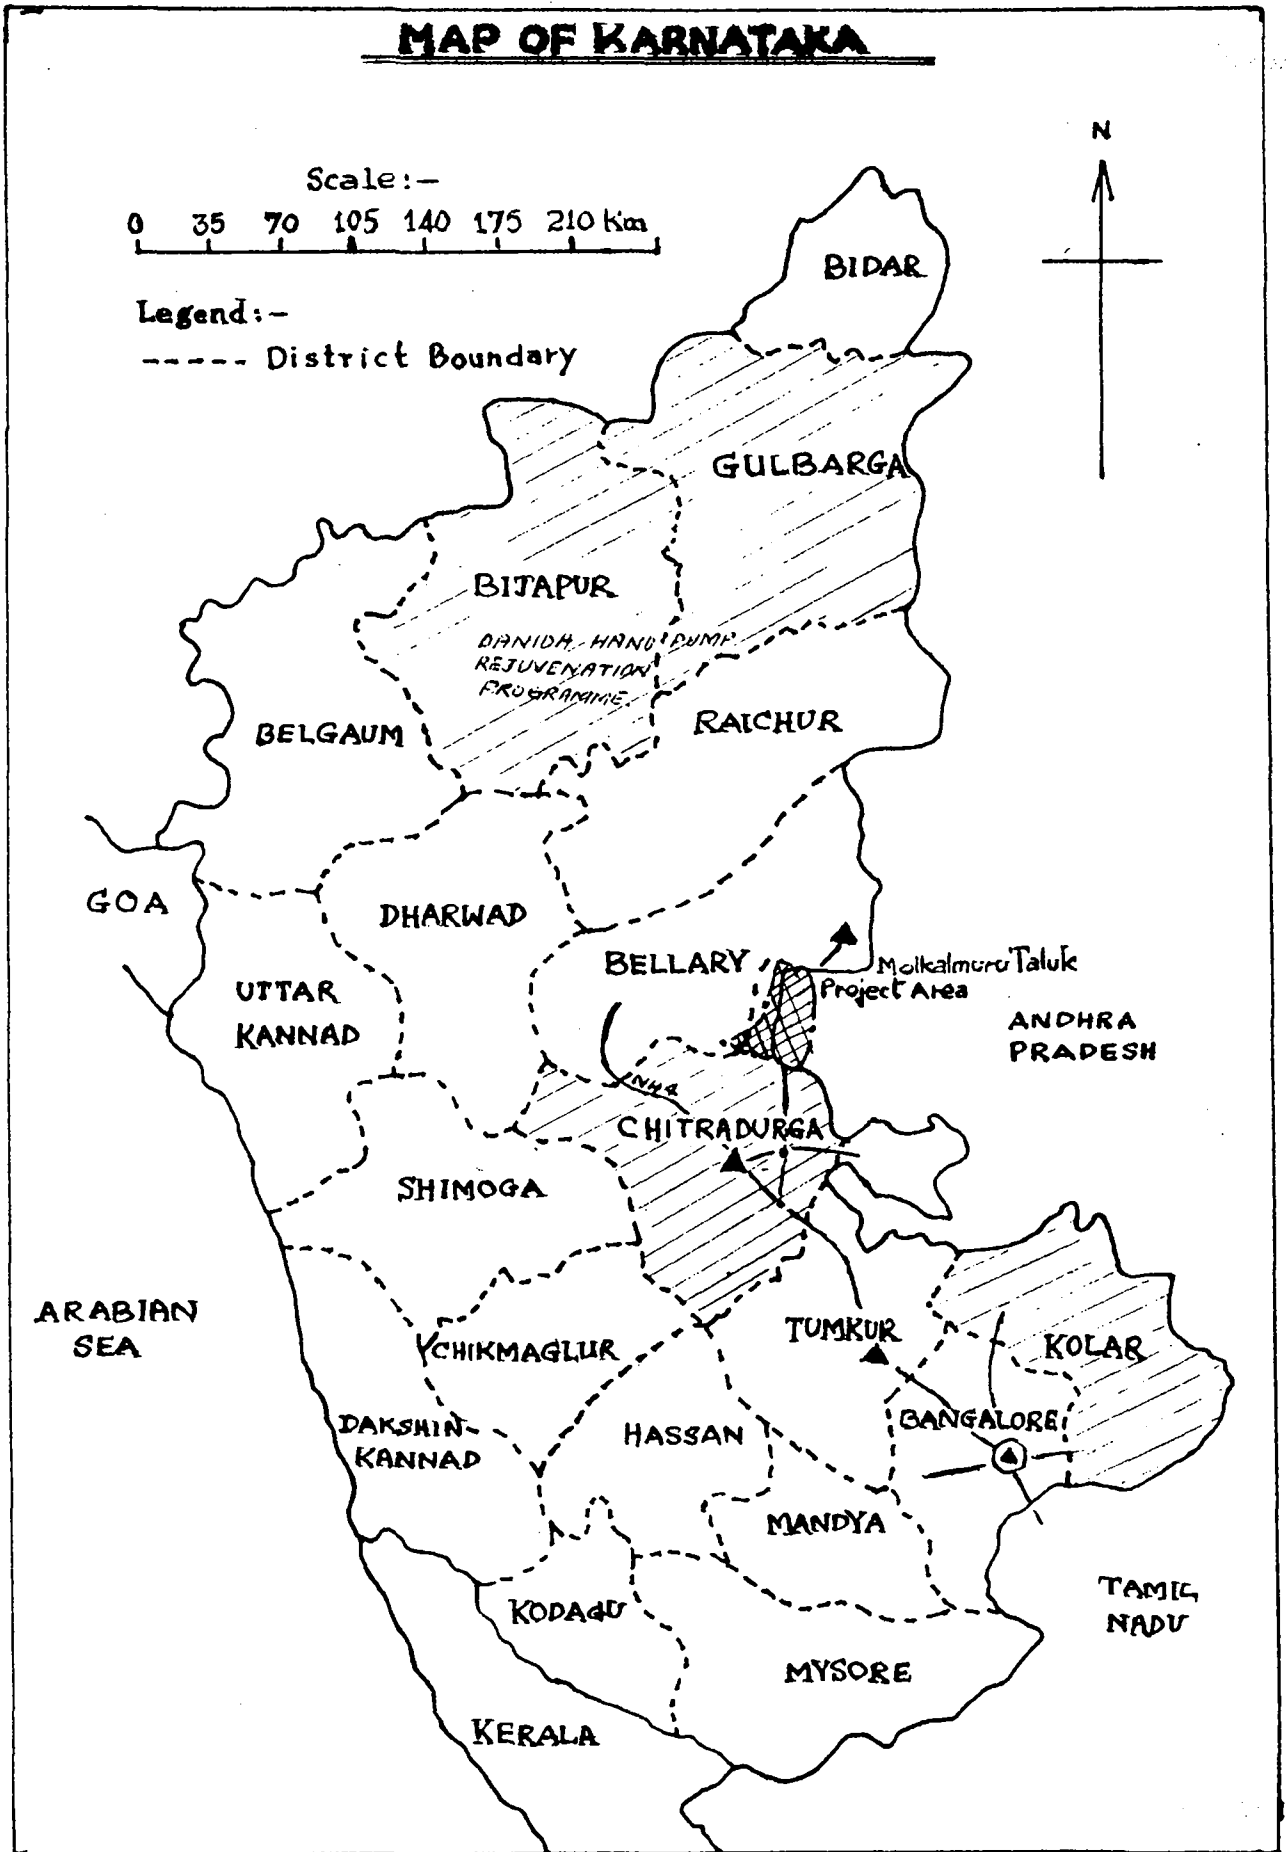 MAP OF KARNATAKA
N
Scale:-
0 35 70 105 140 175 210 Km
Legend:-
----- District Boundary
BIDAR
GULBARGA
BIJAPUR
DANIDA HAND PUMP
REJUVENATION
PROGRAMME
RAICHUR
BELGAUM
GOA
DHARWAD
BELLARY
Molkalmuru Taluk
Project Area
UTTAR
KANNAD
ANDHRA
PRADESH
NH4
CHITRADURGA
SHIMOGA
ARABIAN
SEA
TUMKUR
KOLAR
CHIKMAGLUR
BANGALORE
DAKSHIN
KANNAD
HASSAN
MANDYA
TAMIL
NADU
KODAGU
MYSORE
KERALA